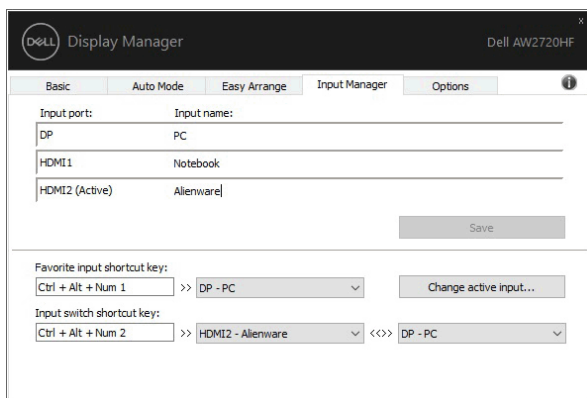 x
DELL Display Manager Dell AW2720HF
Basic Auto Mode Easy Arrange Input Manager Options i
Input port: Input name:
DP PC
HDMI1 Notebook
HDMI2 (Active) Alienware
Save
Favorite input shortcut key:
Ctrl + Alt + Num 1 >> DP - PC Change active input...
Input switch shortcut key:
Ctrl + Alt + Num 2 >> HDMI2 - Alienware <<>> DP - PC